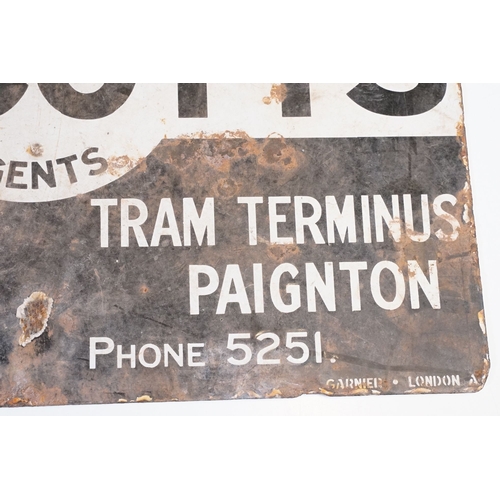 GENTS
TRAM TERMINUS
PAIGNTON
PHONE 5251.
GARNIER • LONDON